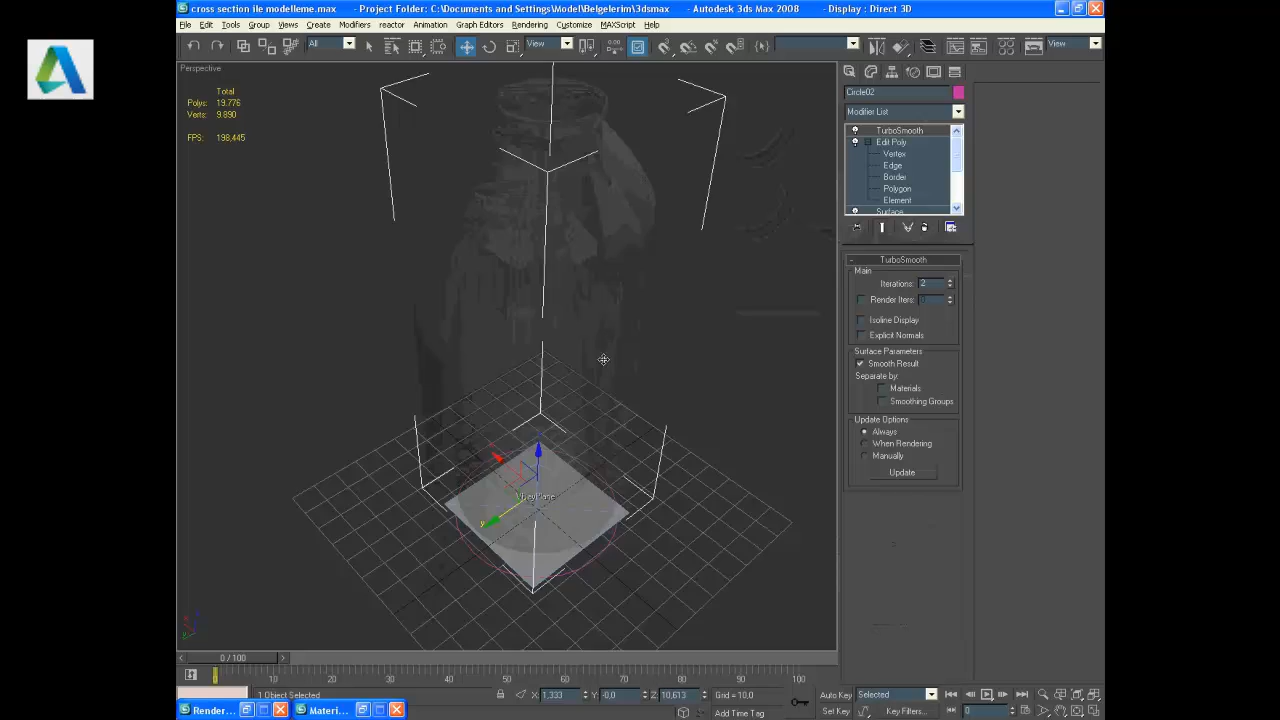 cross section ile modelleme.max - Project Folder: C:\Documents and Settings\Model\Belgelerim\3dsmax - Autodesk 3ds Max 2008 - Display : Direct 3D
File Edit Tools Group Views Create Modifiers reactor Animation Graph Editors Rendering Customize MAXScript Help
All View View
Perspective
Total
Polys: 19.776
Verts: 9.890
FPS: 198,445
Circle02
Modifier List
TurboSmooth
Edit Poly
Vertex
Edge
Border
Polygon
Element
Surface
- TurboSmooth
Main
Iterations: 2
Render Iters: 0
Isoline Display
Explicit Normals
Surface Parameters
Smooth Result
Separate by:
Materials
Smoothing Groups
Update Options
Always
When Rendering
Manually
Update
VRayPlane
y
0 / 100
10 20 30 40 50 60 70 80 90 100
1 Object Selected X: 1,333 Y: -0,0 Z: 10,613 Grid = 10,0 Auto Key Selected
Add Time Tag Set Key Key Filters... 0
Render... Materi...